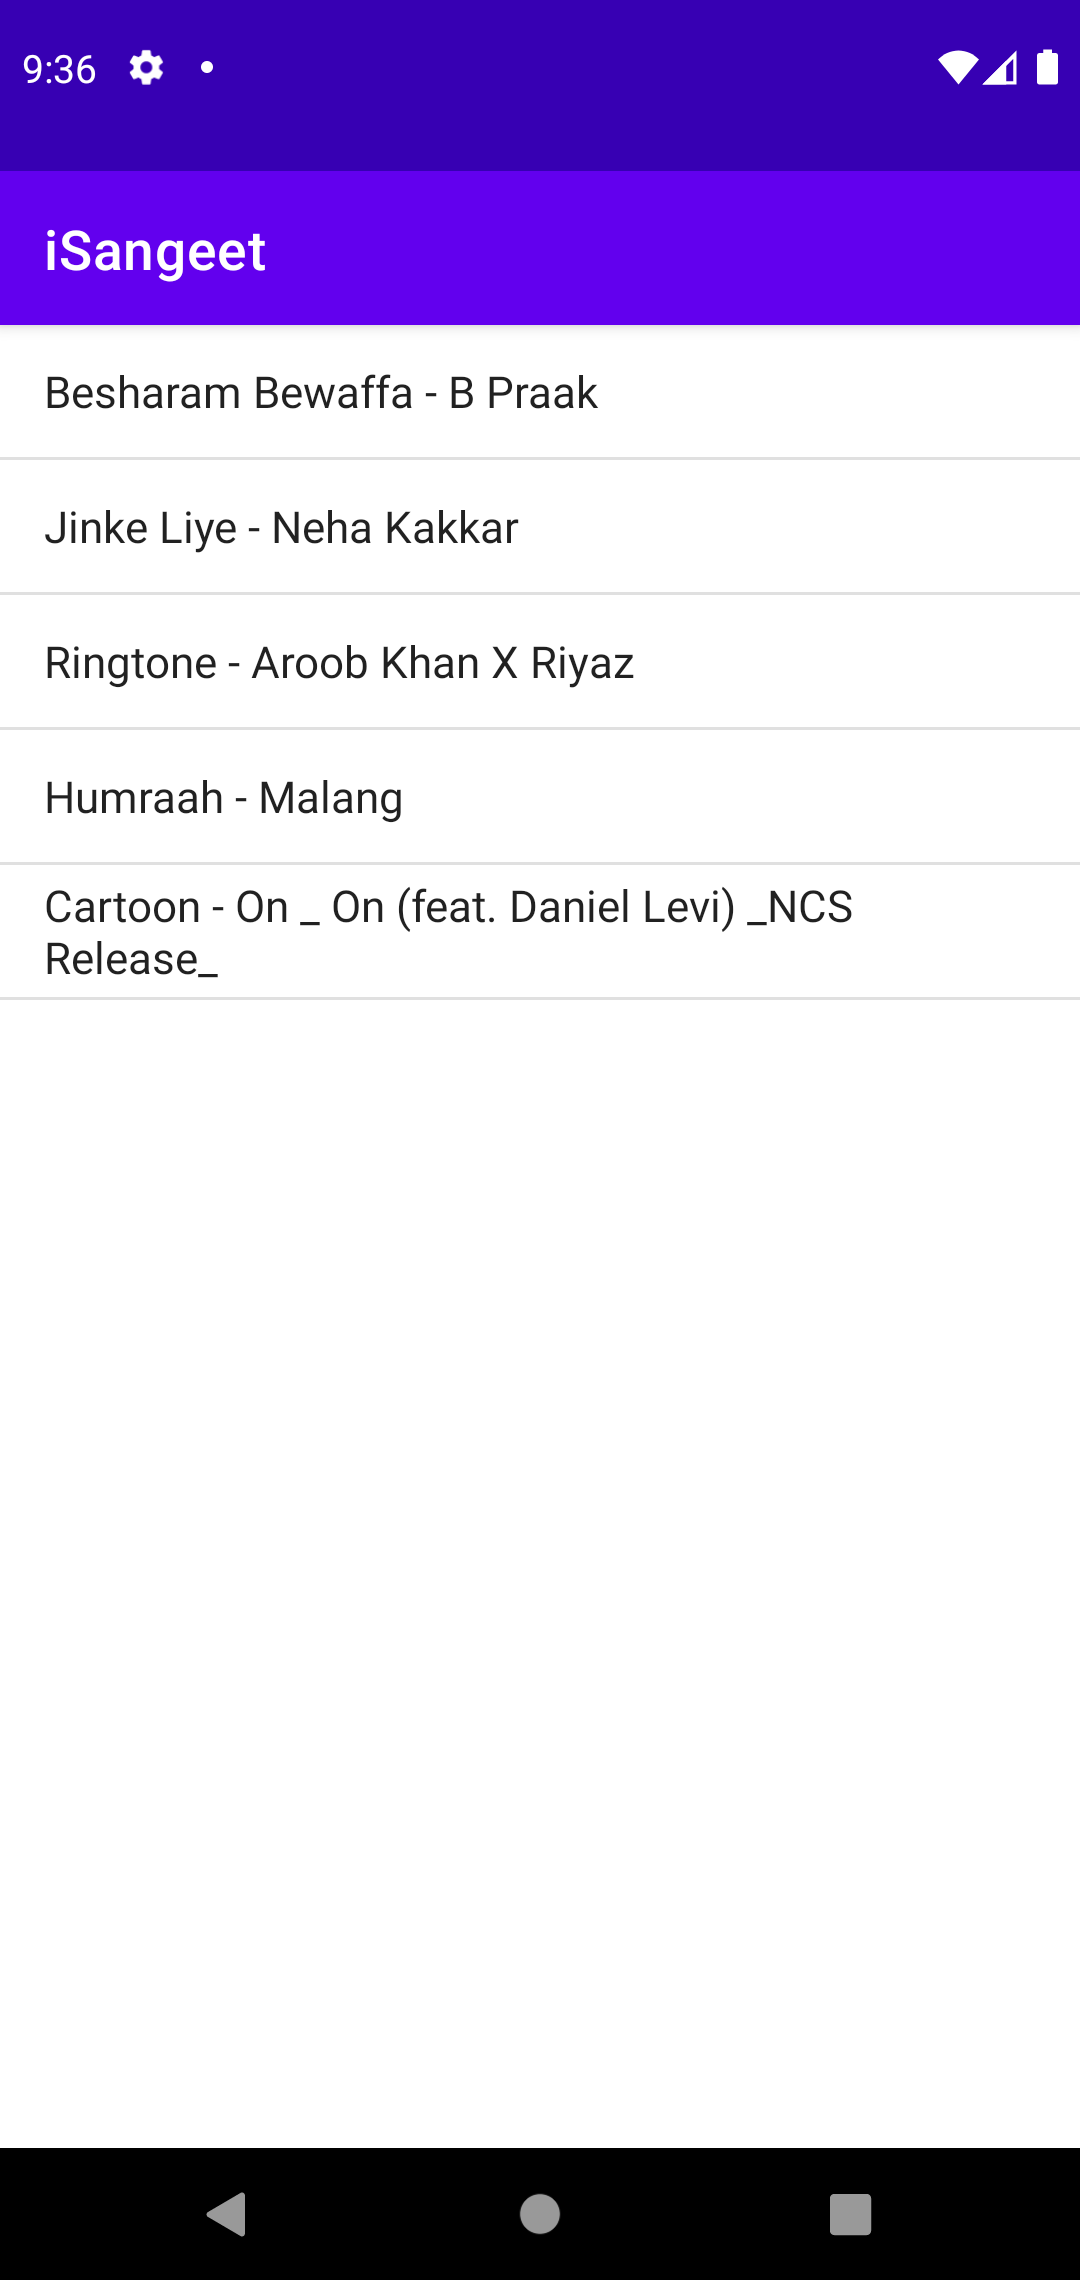 9:36
iSangeet
Besharam Bewaffa - B Praak
Jinke Liye - Neha Kakkar
Ringtone - Aroob Khan X Riyaz
Humraah - Malang
Cartoon - On _ On (feat. Daniel Levi) _NCS
Release_